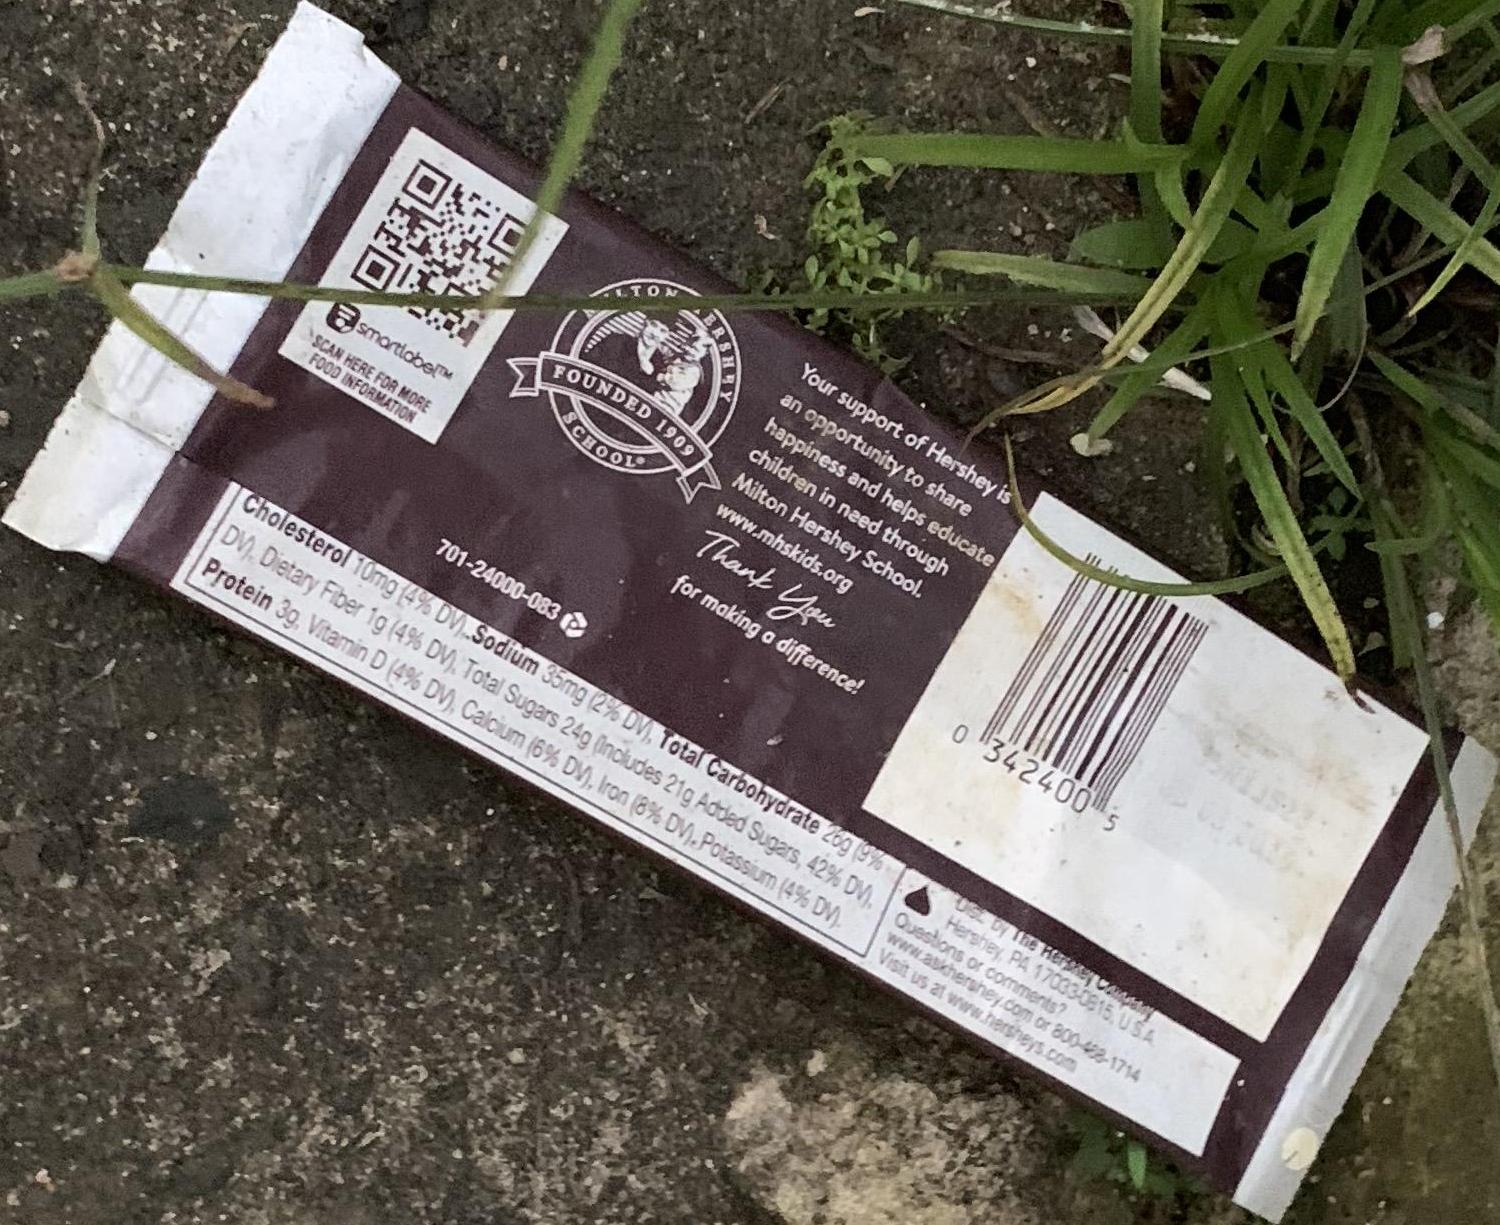 smartlabel™
SCAN HERE FOR MORE
FOOD INFORMATION
MILTON HERSHEY
FOUNDED 1909
SCHOOL®
Your support of Hershey is
an opportunity to share
happiness and helps educate
children in need through
Milton Hershey School.
www.mhskids.org
Thank You
for making a difference!
701-24000-083
Cholesterol 10mg (4% DV), Sodium 35mg (2% DV), Total Carbohydrate 26g (9%
DV), Dietary Fiber 1g (4% DV), Total Sugars 24g (Includes 21g Added Sugars, 42% DV),
Protein 3g, Vitamin D (4% DV), Calcium (6% DV), Iron (8% DV), Potassium (4% DV).
0 342400 5
Dist. by The Hershey Company
Hershey, PA 17033-0815, U.S.A.
Questions or comments?
www.askhershey.com or 800-468-1714
Visit us at www.hersheys.com